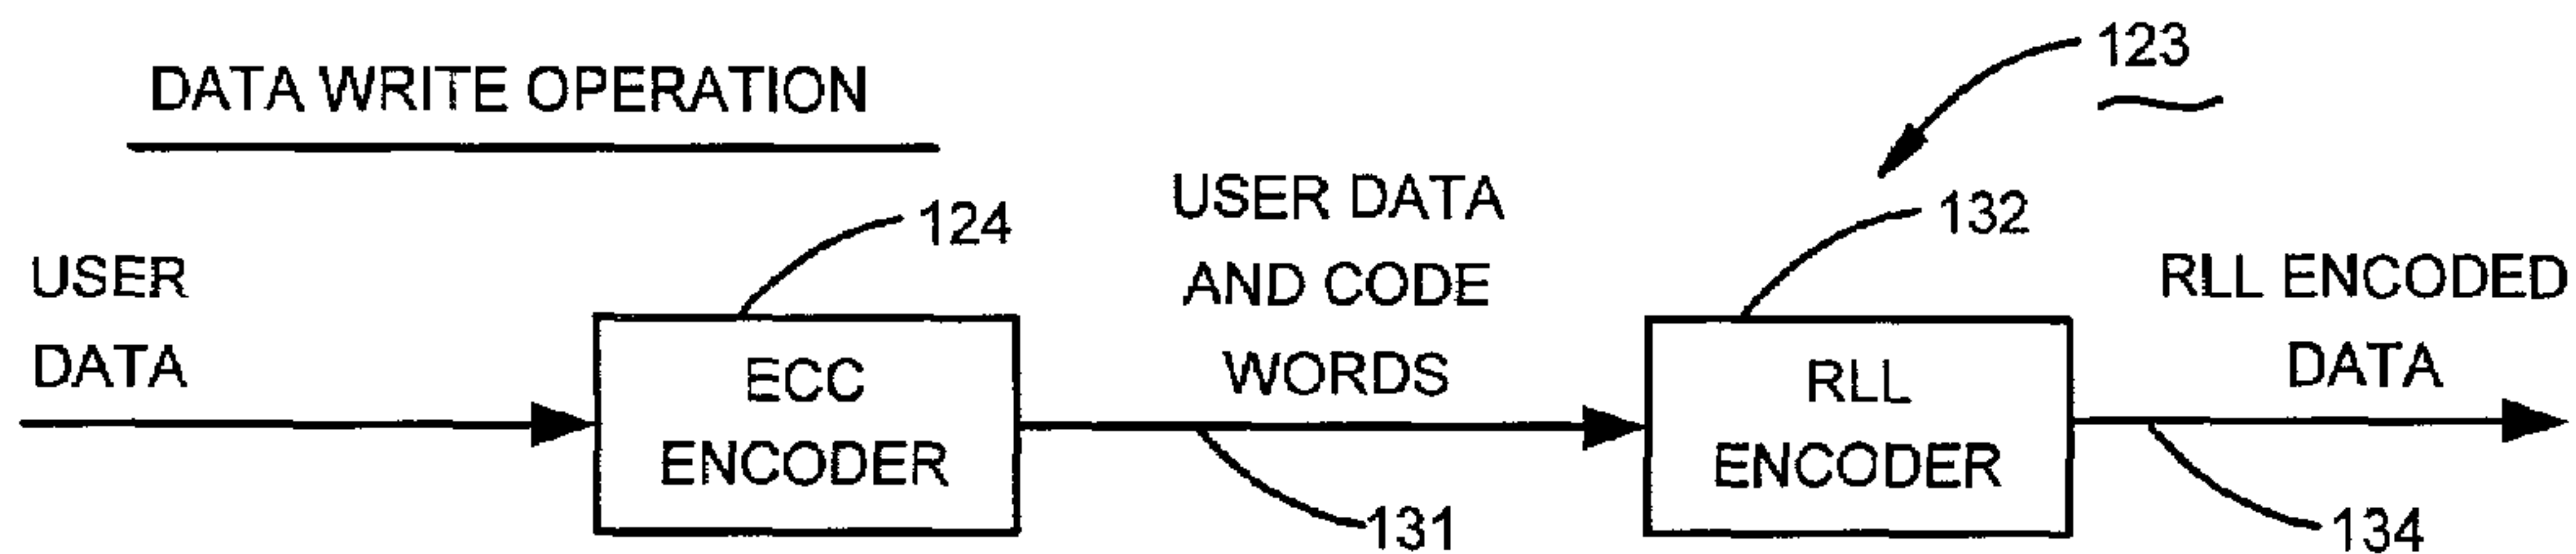 DATA WRITE OPERATION
123
USER DATA
AND CODE
WORDS
124
132
USER
DATA
RLL ENCODED
DATA
ECC
ENCODER
RLL
ENCODER
131
134